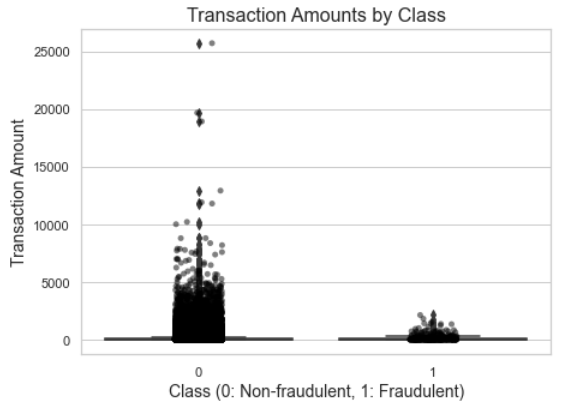 Transaction Amounts by Class
Transaction Amount
25000
20000
15000
10000
5000
0
0
1
Class (0: Non-fraudulent, 1: Fraudulent)